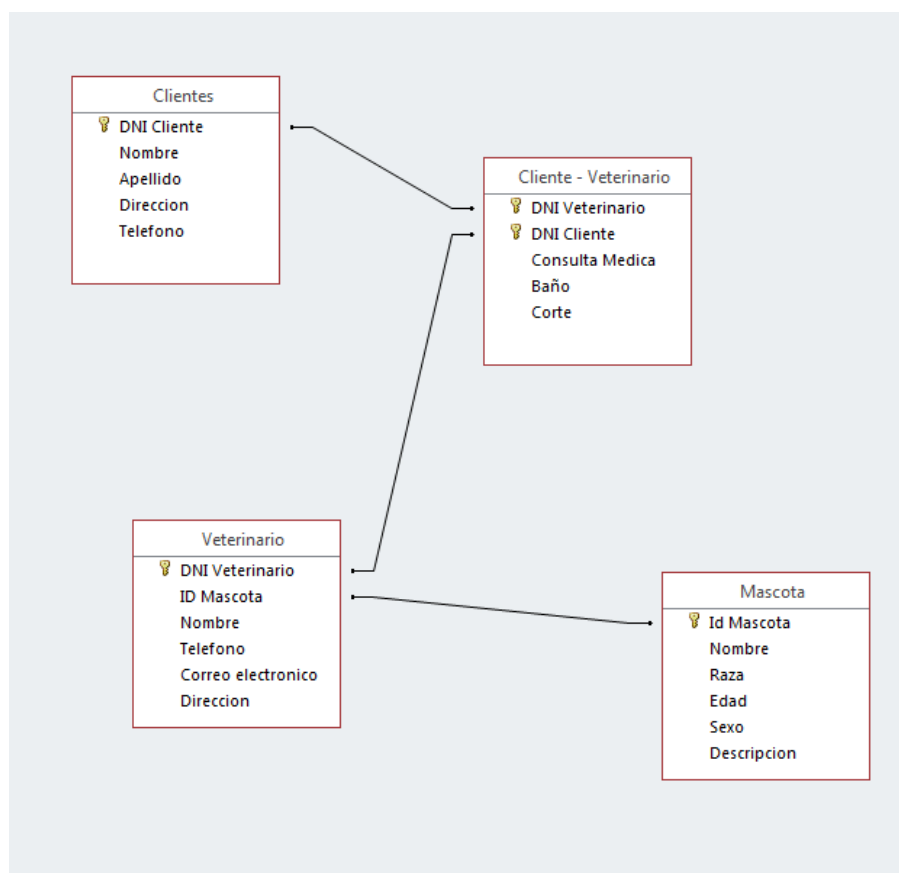 Clientes
DNI Cliente
Nombre
Apellido
Direccion
Telefono
Cliente - Veterinario
DNI Veterinario
DNI Cliente
Consulta Medica
Baño
Corte
Veterinario
DNI Veterinario
ID Mascota
Nombre
Telefono
Correo electronico
Direccion
Mascota
Id Mascota
Nombre
Raza
Edad
Sexo
Descripcion